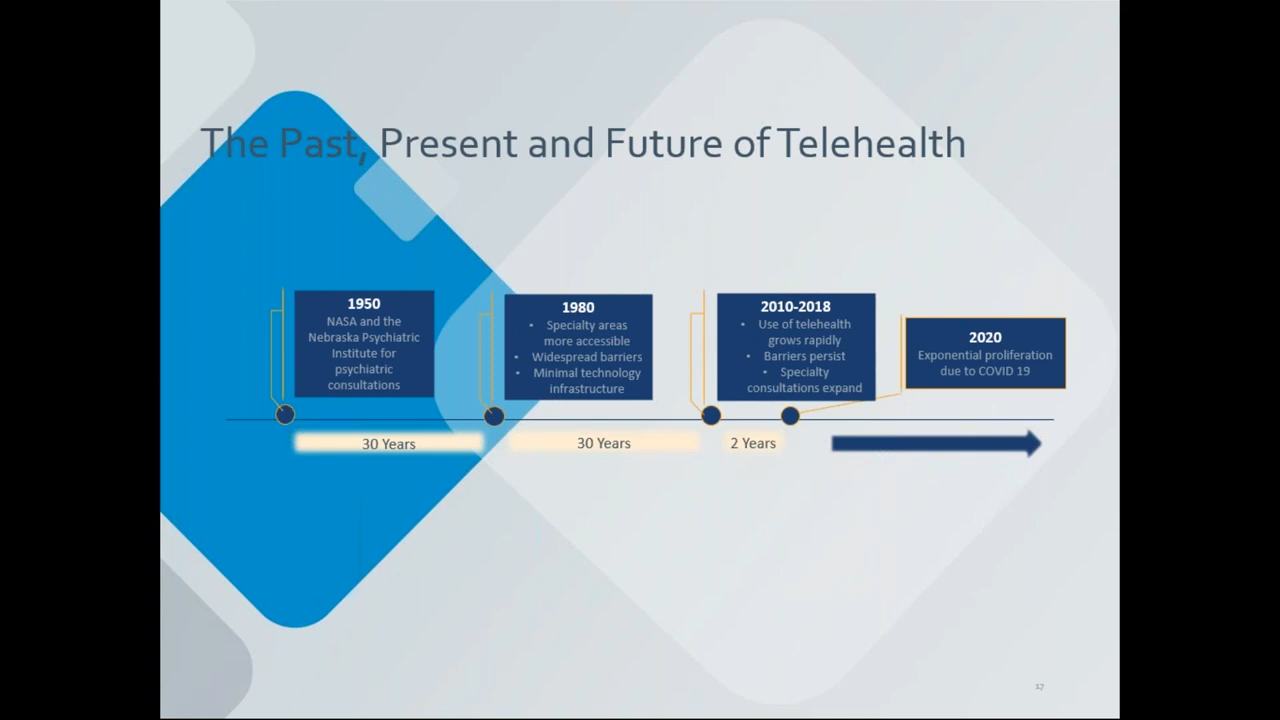 The Past, Present and Future of Telehealth
1950
NASA and the
Nebraska Psychiatric
Institute for
psychiatric
consultations
1980
• Specialty areas
more accessible
• Widespread barriers
• Minimal technology
infrastructure
2010-2018
• Use of telehealth
grows rapidly
• Barriers persist
• Specialty
consultations expand
2020
Exponential proliferation
due to COVID 19
30 Years
30 Years
2 Years
17